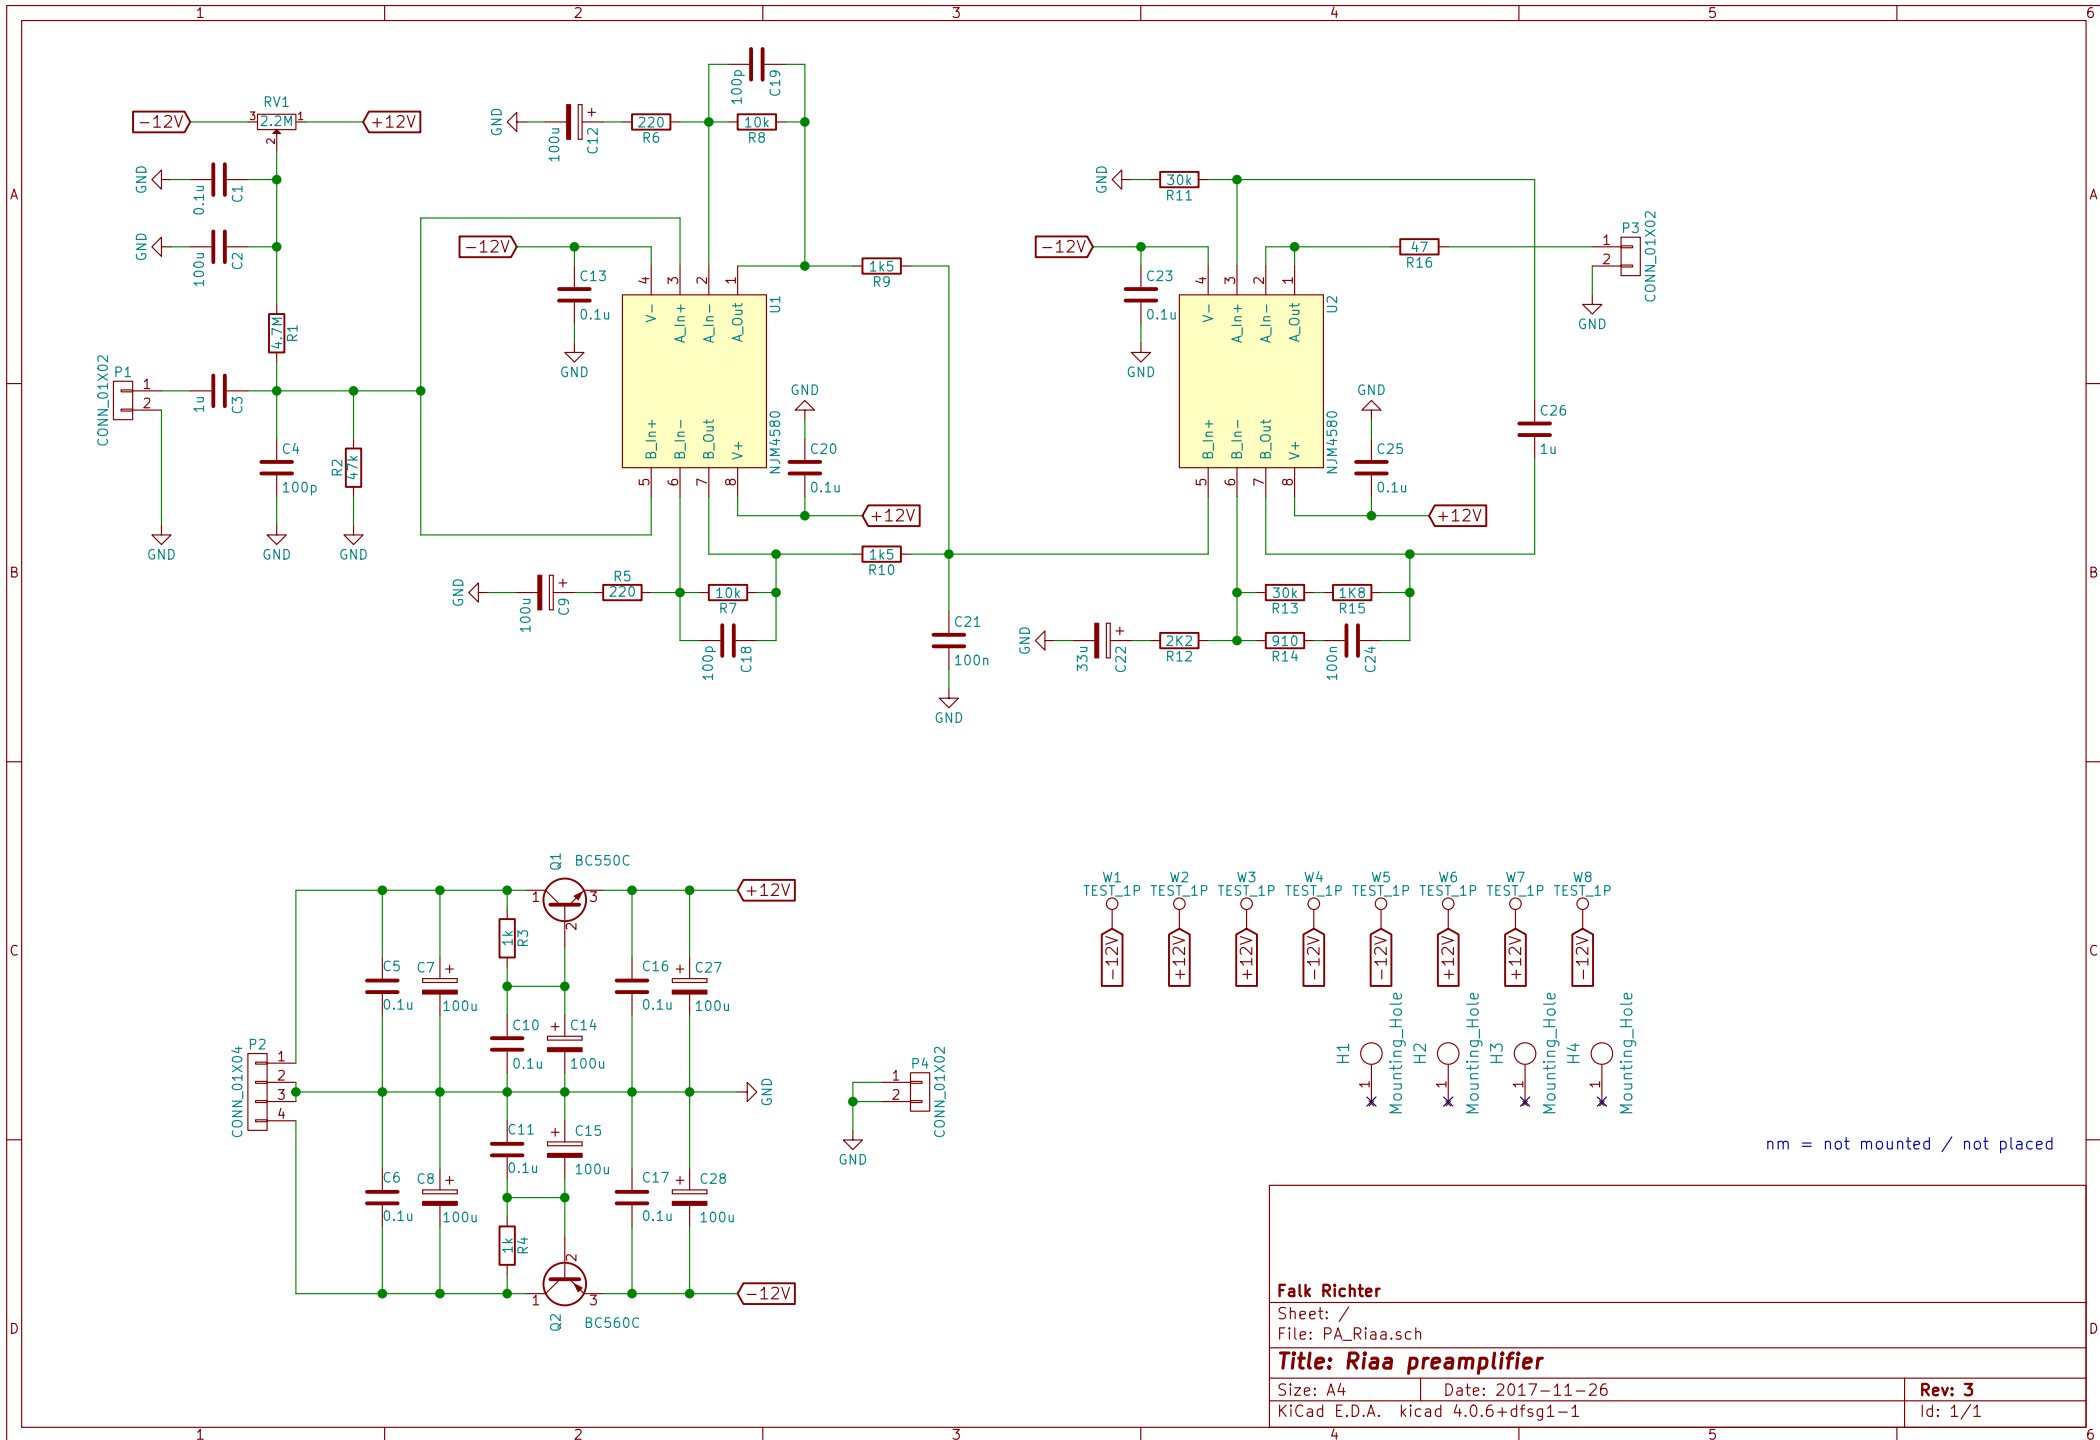 1 2 3 4 5 6
A A
B B
C C
D D
1 2 3 4 5 6
-12V
3
RV1
2.2M
1
2
+12V
GND
0.1u
C1
GND
100u
C2
4.7M
R1
P1
CONN_01X02
1
2
1u
C3
C4
100p
R2
47k
GND
GND
GND
GND
100u
C12
+
220
R6
100p
C19
10k
R8
-12V
C13
0.1u
GND
4
3
2
1
V-
A_In+
A_In-
A_Out
U1
B_In+
B_In-
B_Out
V+
NJM4580
5
6
7
8
GND
C20
0.1u
+12V
1k5
R9
1k5
R10
GND
100u
C9
+
R5
220
10k
R7
100p
C18
C21
100n
GND
GND
30k
R11
-12V
C23
0.1u
GND
4
3
2
1
V-
A_In+
A_In-
A_Out
U2
B_In+
B_In-
B_Out
V+
NJM4580
5
6
7
8
GND
C25
0.1u
+12V
47
R16
P3
CONN_01X02
1
2
GND
C26
1u
GND
33u
C22
+
2K2
R12
30k
R13
1K8
R15
910
R14
100n
C24
Q1
BC550C
1
2
3
+12V
1k
R3
C5
0.1u
C7
+
100u
C16
0.1u
C27
+
100u
C10
0.1u
C14
+
100u
P2
CONN_01X04
1
2
3
4
GND
C11
0.1u
C15
+
100u
C6
0.1u
C8
+
100u
C17
0.1u
C28
+
100u
1k
R4
Q2
BC560C
1
2
3
-12V
P4
CONN_01X02
1
2
GND
W1 W2 W3 W4 W5 W6 W7 W8
TEST_1P TEST_1P TEST_1P TEST_1P TEST_1P TEST_1P TEST_1P TEST_1P
-12V +12V +12V -12V -12V +12V +12V -12V
H1
1
Mounting_Hole
H2
1
Mounting_Hole
H3
1
Mounting_Hole
H4
1
Mounting_Hole
nm = not mounted / not placed
Falk Richter
Sheet: /
File: PA_Riaa.sch
Title: Riaa preamplifier
Size: A4 Date: 2017-11-26 Rev: 3
KiCad E.D.A. kicad 4.0.6+dfsg1-1 Id: 1/1